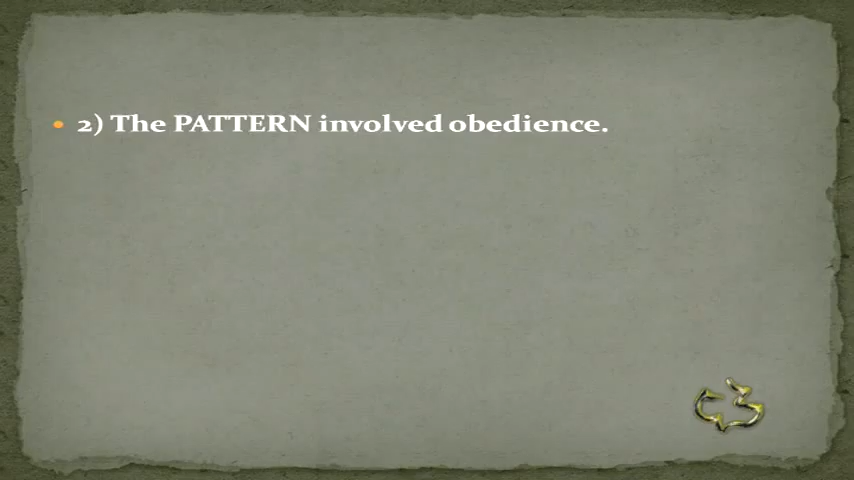 • 2) The PATTERN involved obedience.